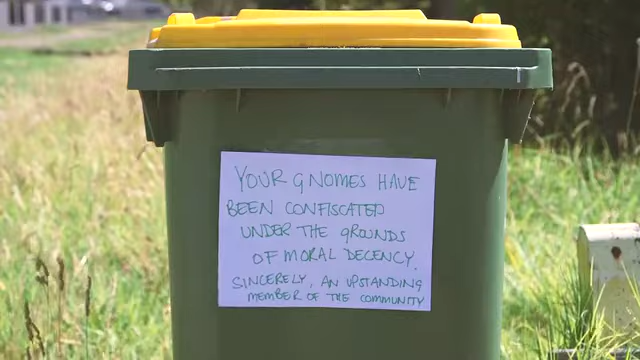 YOUR GNOMES HAVE
BEEN CONFISCATED
UNDER THE GROUNDS
OF MORAL DECENCY.
SINCERELY, AN UPSTANDING
MEMBER OF THE COMMUNITY